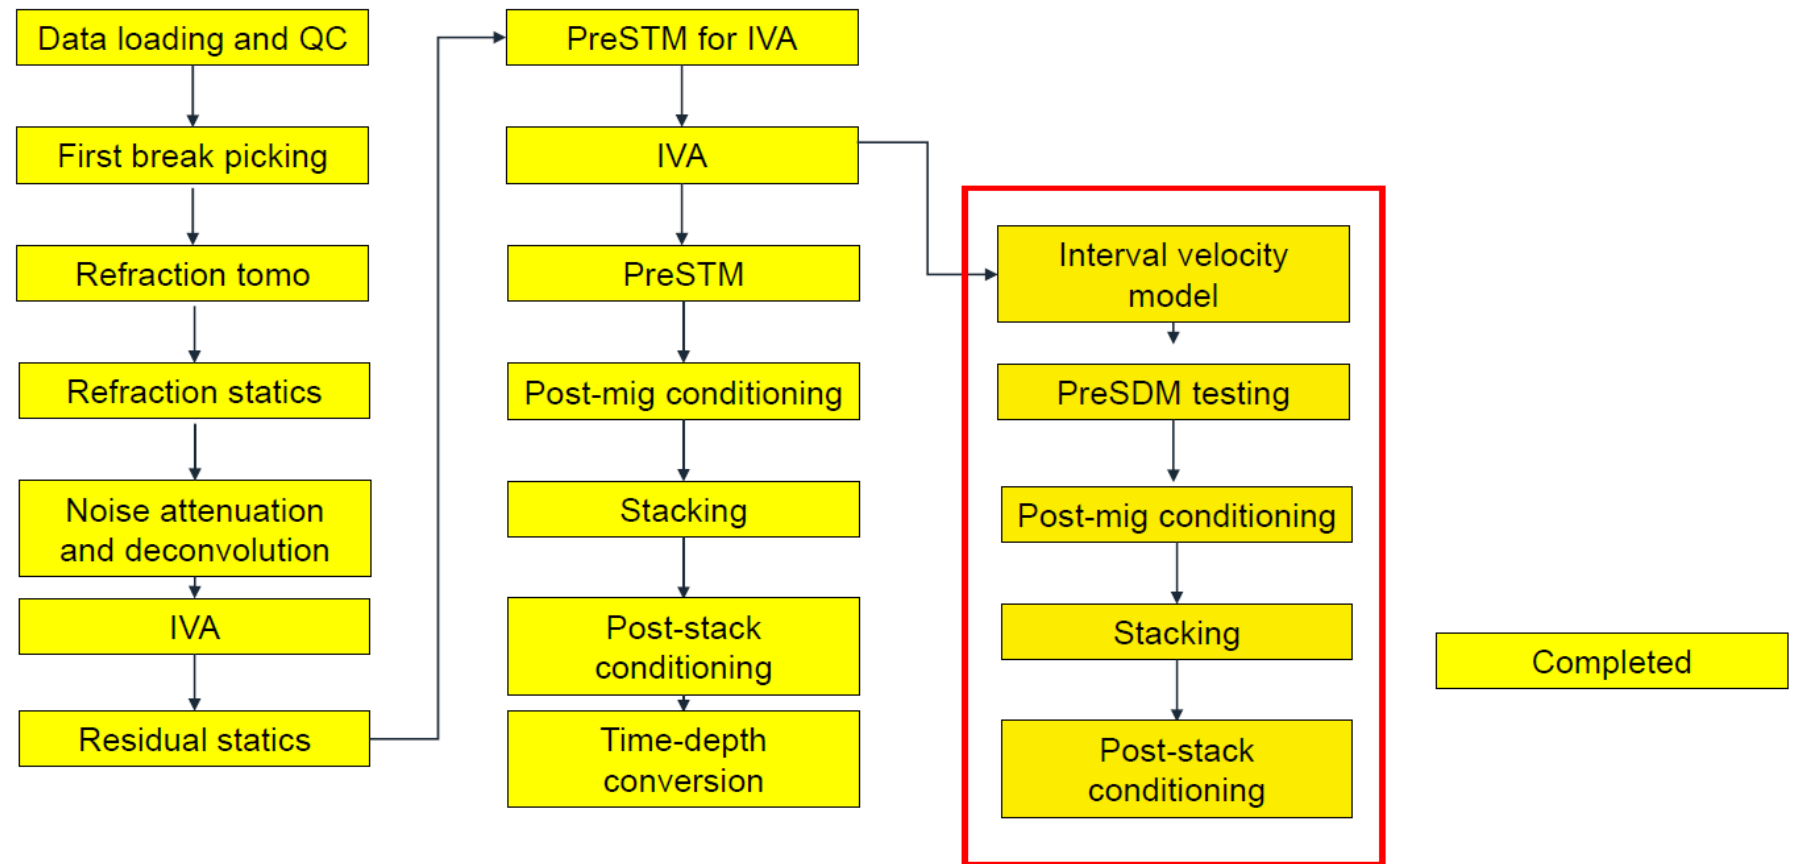 Data loading and QC
First break picking
Refraction tomo
Refraction statics
Noise attenuation
and deconvolution
IVA
Residual statics
PreSTM for IVA
IVA
PreSTM
Post-mig conditioning
Stacking
Post-stack
conditioning
Time-depth
conversion
Interval velocity
model
PreSDM testing
Post-mig conditioning
Stacking
Post-stack
conditioning
Completed